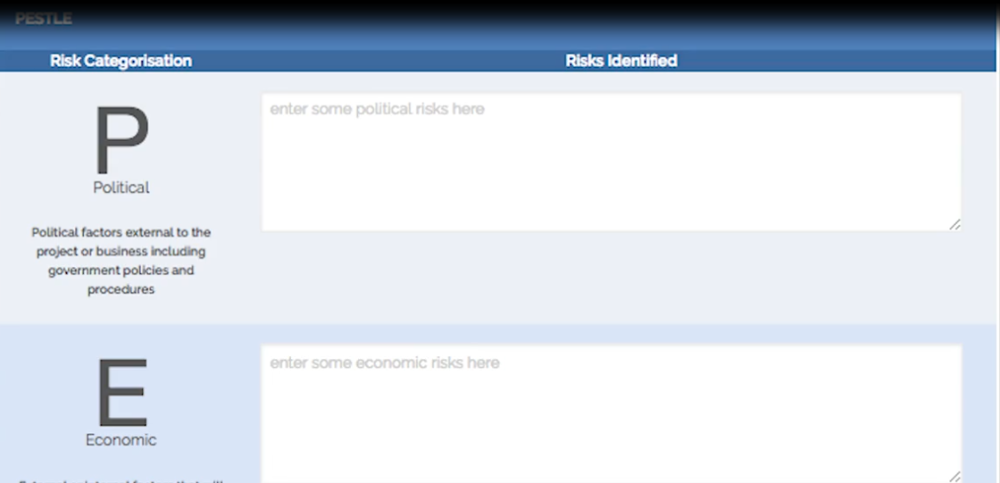 PESTLE
Risk Categorisation Risks Identified
enter some political risks here
P
Political
Political factors external to the
project or business including
government policies and
procedures
enter some economic risks here
E
Economic